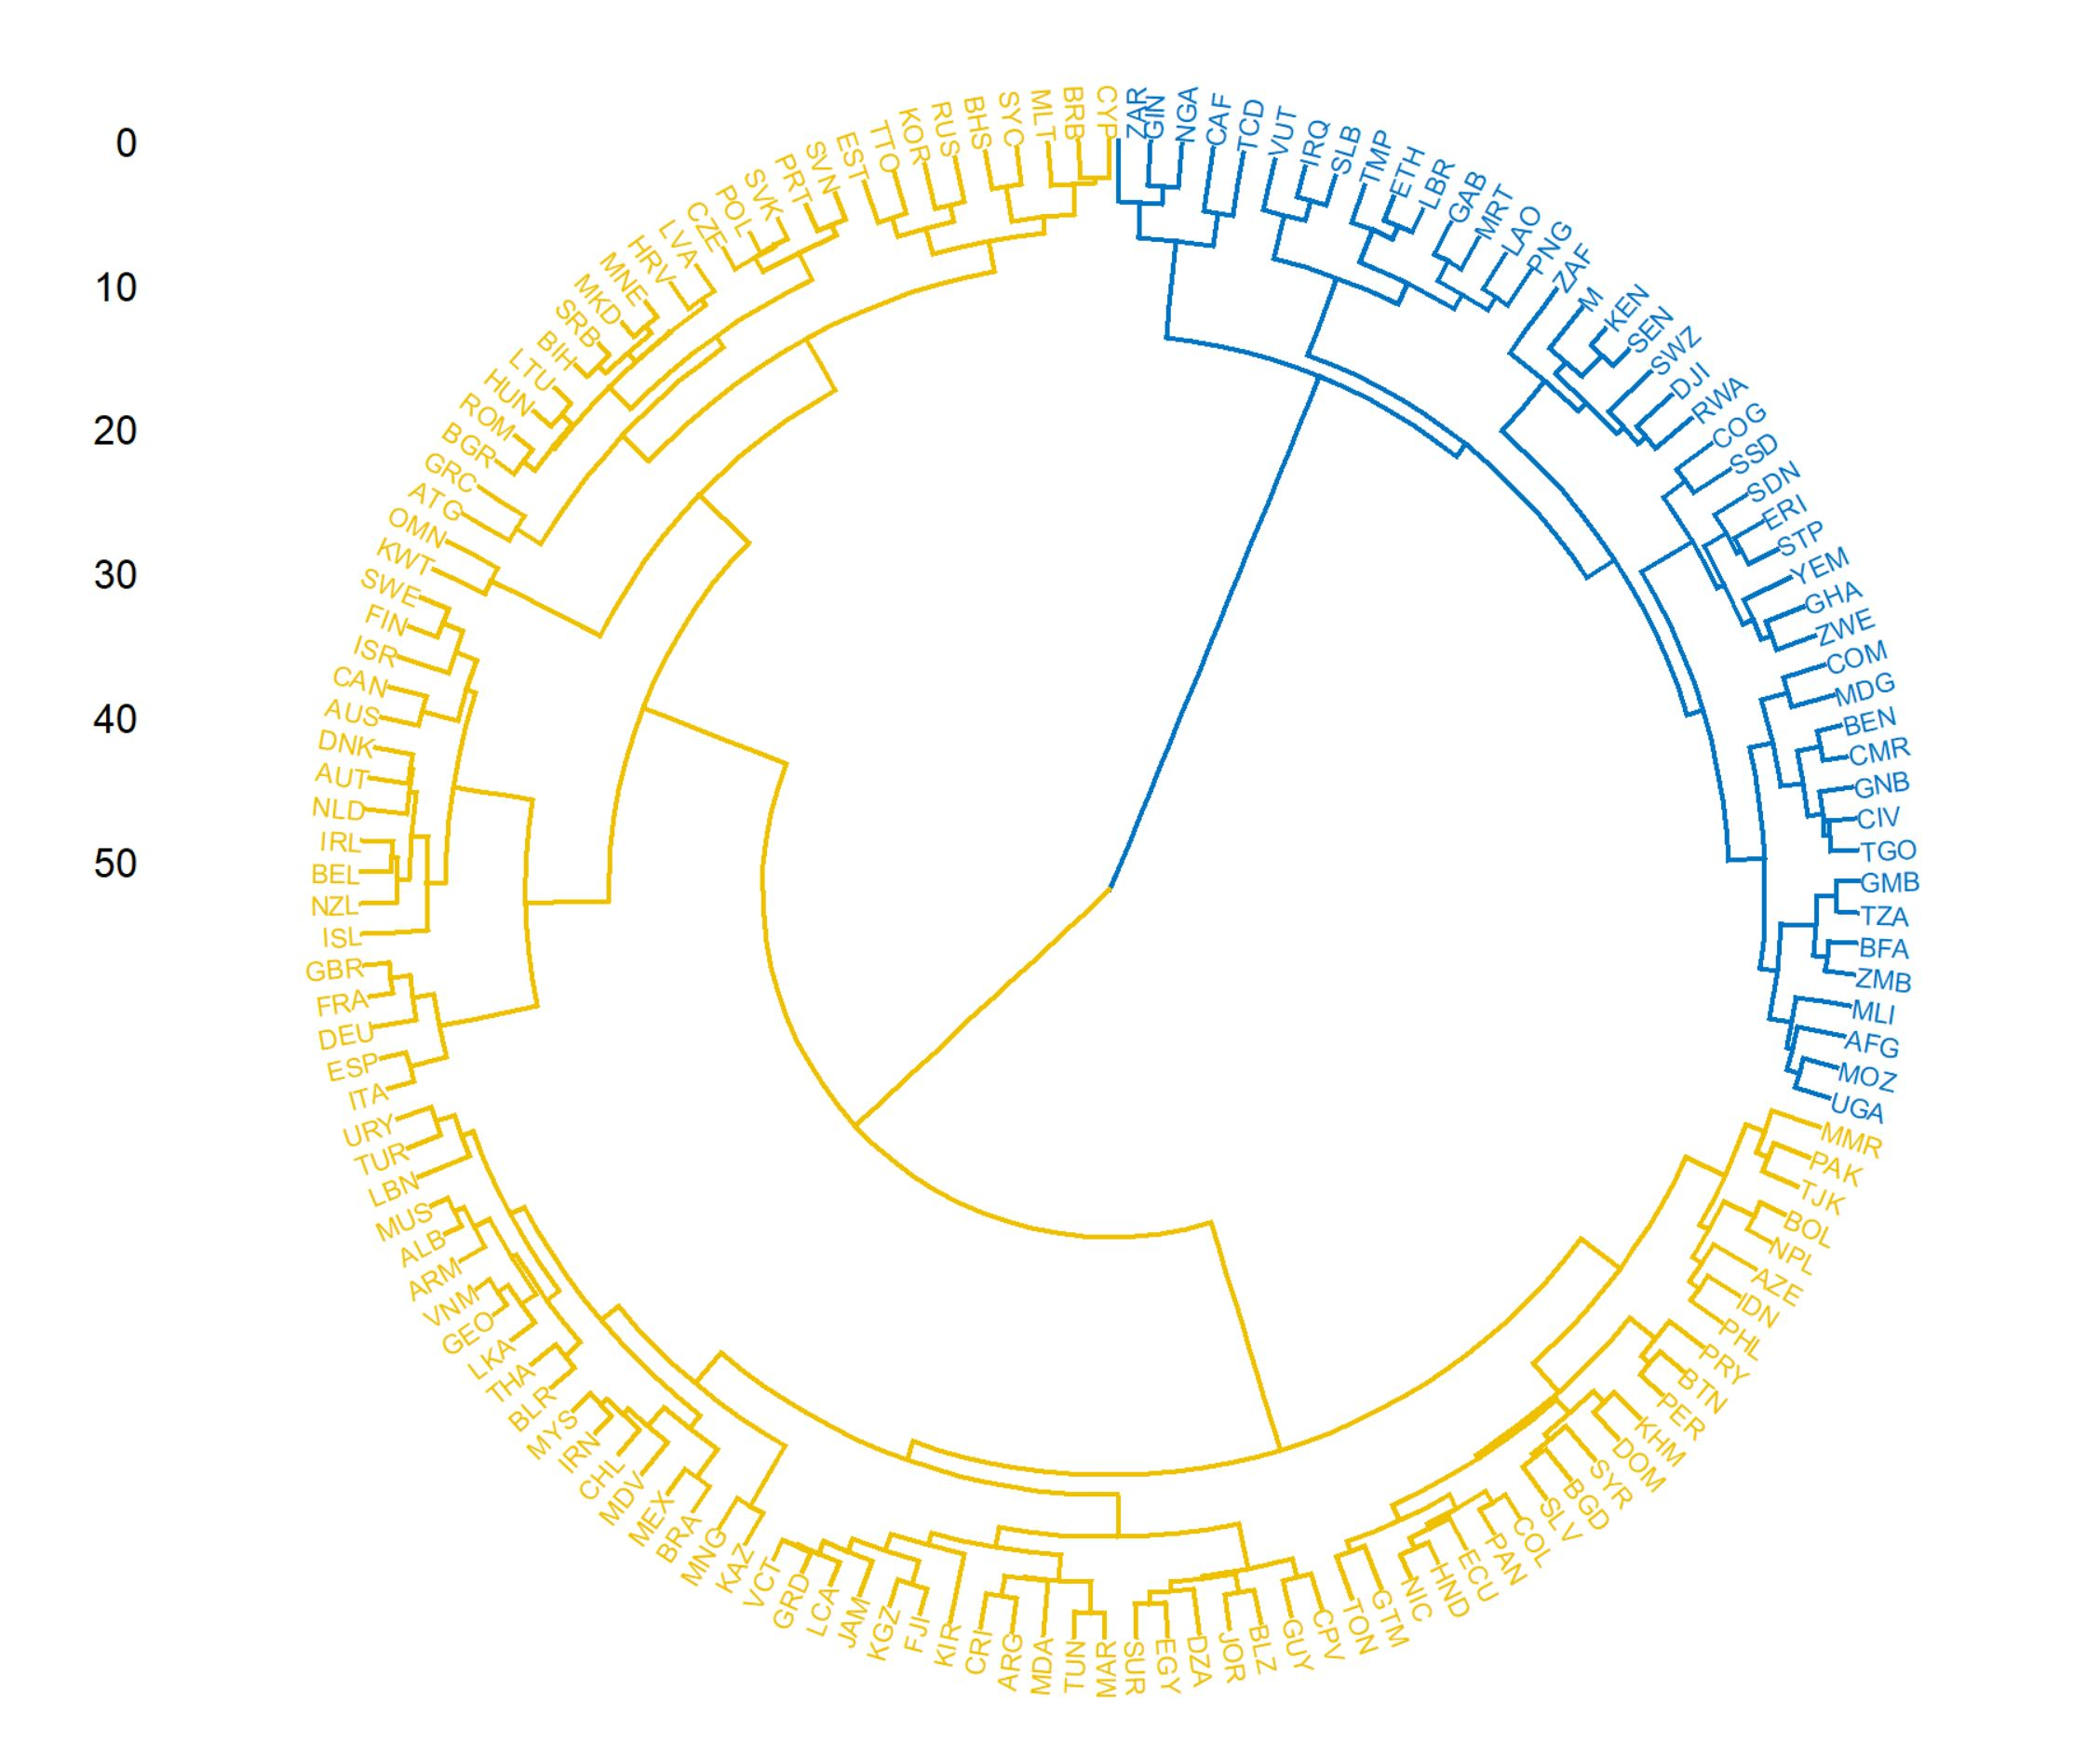 0
10
20
30
40
50
ZAR
GIN
NGA
CAF
TCD
VUT
IRQ
SLB
TMP
ETH
LBR
GAB
MRT
LAO
PNG
ZAF
M
KEN
SEN
SWZ
DJI
RWA
COG
SSD
SDN
ERI
STP
YEM
GHA
ZWE
COM
MDG
BEN
CMR
GNB
CIV
TGO
GMB
TZA
BFA
ZMB
MLI
AFG
MOZ
UGA
MMR
PAK
TJK
BOL
NPL
AZE
IDN
PHL
PRY
BTN
PER
KHM
DOM
SYR
BGD
SLV
COL
PAN
ECU
HND
NIC
GTM
TON
CPV
GUY
BLZ
JOR
DZA
EGY
SUR
MAR
TUN
MDA
ARG
CRI
KIR
FJI
KGZ
JAM
LCA
GRD
VCT
KAZ
MNG
BRA
MEX
MDV
CHL
IRN
MYS
BLR
THA
LKA
GEO
VNM
ARM
ALB
MUS
LBN
TUR
URY
ITA
ESP
DEU
FRA
GBR
ISL
NZL
BEL
IRL
NLD
AUT
DNK
AUS
CAN
ISR
FIN
SWE
KWT
OMN
ATG
GRC
BGR
ROM
HUN
LTU
BIH
SRB
MKD
MNE
HRV
LVA
CZE
POL
SVK
PRT
SVN
EST
TTO
KOR
RUS
BHS
SYC
MLT
BRB
CYP